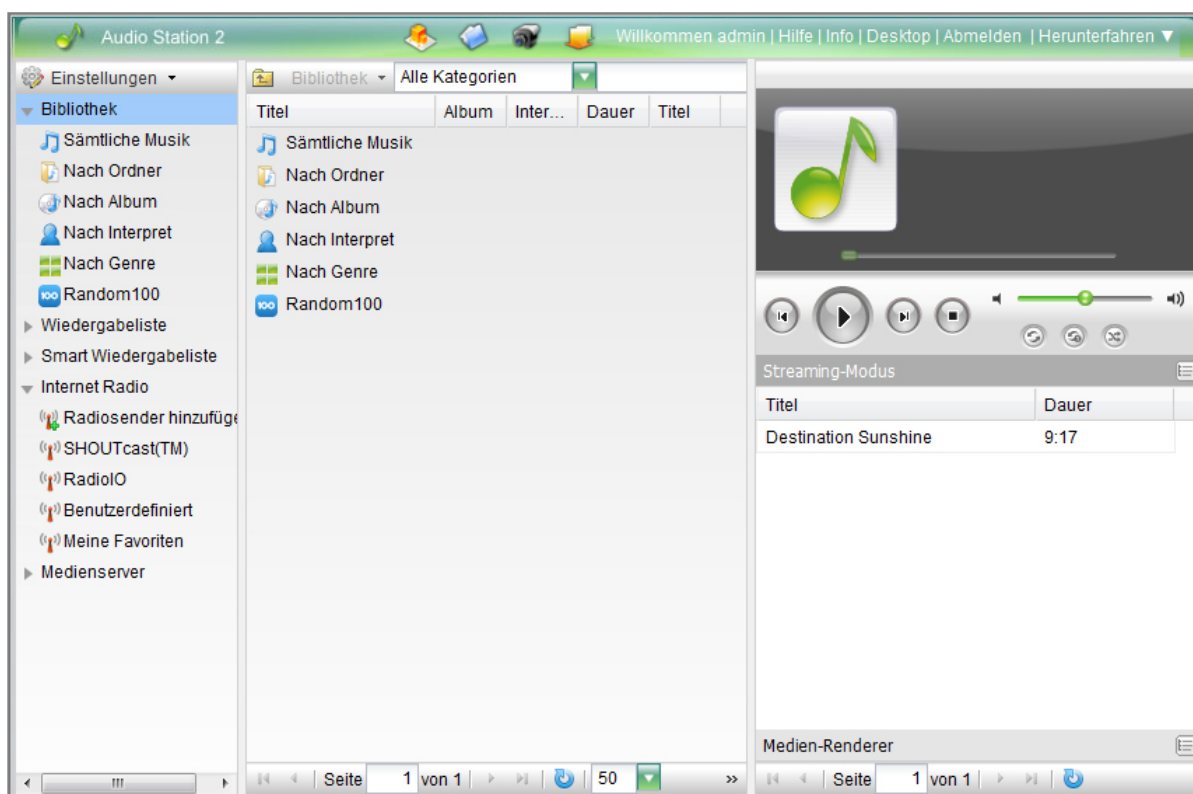 Audio Station 2
Willkommen admin | Hilfe | Info | Desktop | Abmelden | Herunterfahren ▼
Einstellungen
Bibliothek
Sämtliche Musik
Nach Ordner
Nach Album
Nach Interpret
Nach Genre
100 Random100
Wiedergabeliste
Smart Wiedergabeliste
Internet Radio
Radiosender hinzufüge
SHOUTcast(TM)
RadioIO
Benutzerdefiniert
Meine Favoriten
Medienserver
Bibliothek Alle Kategorien
Titel Album Inter... Dauer Titel
Sämtliche Musik
Nach Ordner
Nach Album
Nach Interpret
Nach Genre
100 Random100
Seite 1 von 1 50 »
Streaming-Modus
Titel Dauer
Destination Sunshine 9:17
Medien-Renderer
Seite 1 von 1